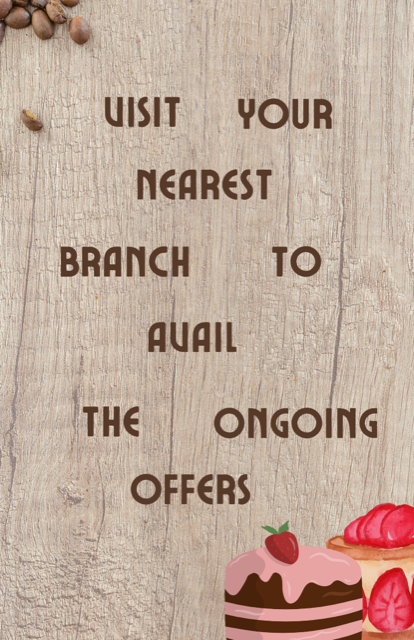 VISIT YOUR
NEAREST
BRANCH TO
AVAIL
THE ONGOING
OFFERS